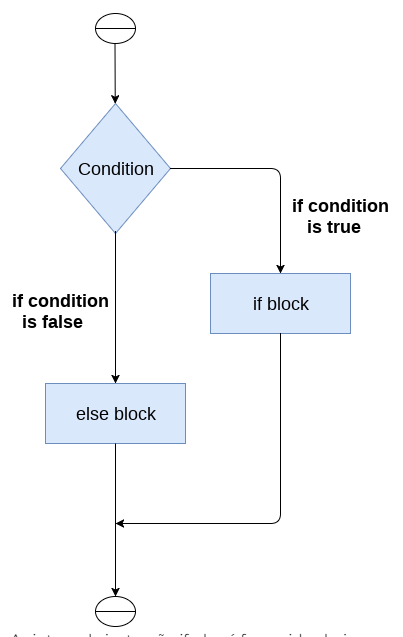 Condition
if condition
is true
if block
if condition
is false
else block